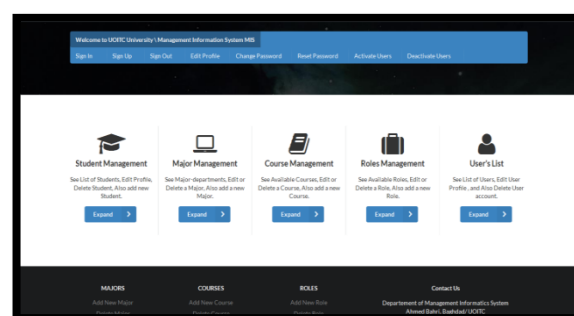 Welcome to UOITC University \ Management Information System MIS
Sign In Sign Up Sign Out Edit Profile Change Password Reset Password Activate Users Deactivate Users
Student Management
See List of Students, Edit Profile,
Delete Student, Also add new
Student.
Expand
Major Management
See Major-departments, Edit or
Delete a Major, Also add a new
Major.
Expand
Course Management
See Available Courses, Edit or
Delete a Course, Also add a new
Course.
Expand
Roles Management
See Available Roles, Edit or
Delete a Role, Also add a new
Role.
Expand
User's List
See List of Users, Edit User
Profile , and Also Delete User
account.
Expand
MAJORS
Add New Major
Delete Major
COURSES
Add New Course
Delete Course
ROLES
Add New Role
Delete Role
Contact Us
Departement of Management Informatics System
Ahmed Bahri, Baghdad/ UOITC